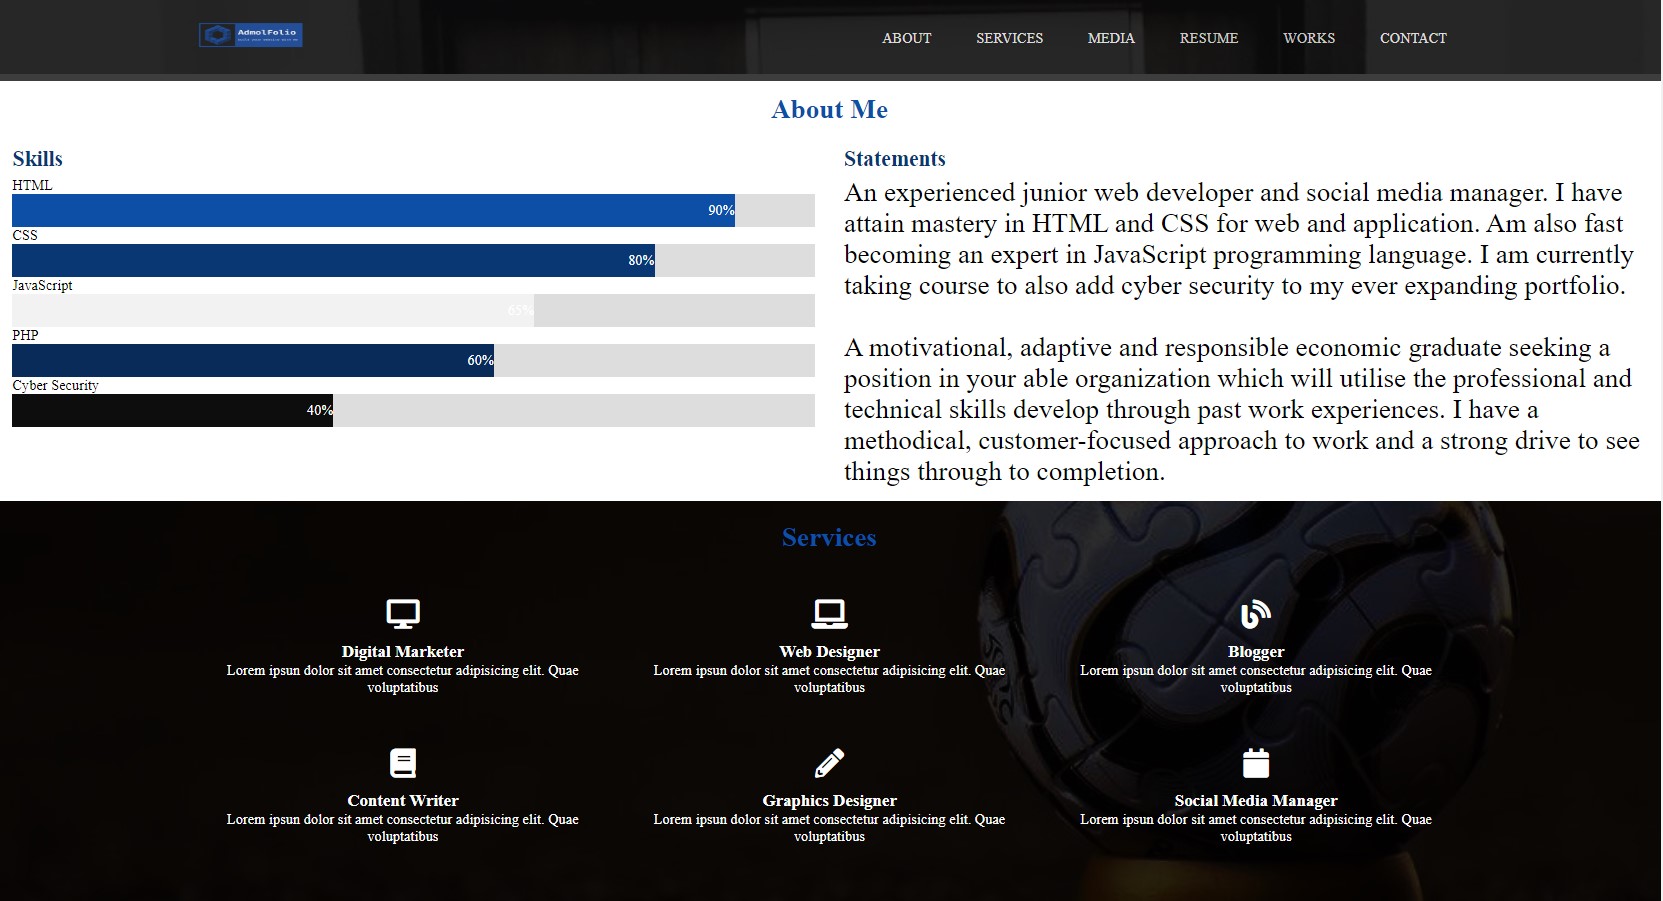 AdmolFolio
ABOUT SERVICES MEDIA RESUME WORKS CONTACT
About Me
Skills
HTML
90%
CSS
80%
JavaScript
65%
PHP
60%
Cyber Security
40%
Statements
An experienced junior web developer and social media manager. I have
attain mastery in HTML and CSS for web and application. Am also fast
becoming an expert in JavaScript programming language. I am currently
taking course to also add cyber security to my ever expanding portfolio.
A motivational, adaptive and responsible economic graduate seeking a
position in your able organization which will utilise the professional and
technical skills develop through past work experiences. I have a
methodical, customer-focused approach to work and a strong drive to see
things through to completion.
Services
Digital Marketer
Lorem ipsun dolor sit amet consectetur adipisicing elit. Quae
voluptatibus
Web Designer
Lorem ipsun dolor sit amet consectetur adipisicing elit. Quae
voluptatibus
Blogger
Lorem ipsun dolor sit amet consectetur adipisicing elit. Quae
voluptatibus
Content Writer
Lorem ipsun dolor sit amet consectetur adipisicing elit. Quae
voluptatibus
Graphics Designer
Lorem ipsun dolor sit amet consectetur adipisicing elit. Quae
voluptatibus
Social Media Manager
Lorem ipsun dolor sit amet consectetur adipisicing elit. Quae
voluptatibus